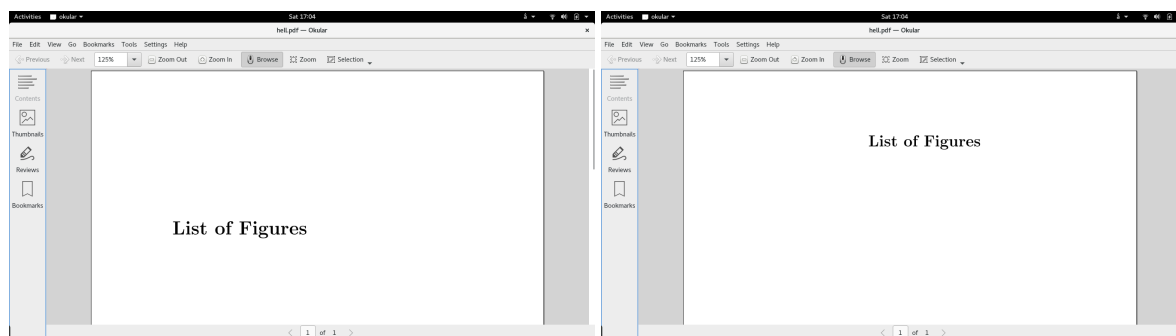 Activities okular Sat 17:04
hell.pdf — Okular
File Edit View Go Bookmarks Tools Settings Help
Previous Next 125% Zoom Out Zoom In Browse Zoom Selection
Contents
Thumbnails
Reviews
Bookmarks
List of Figures
1 of 1
Activities okular Sat 17:04
hell.pdf — Okular
File Edit View Go Bookmarks Tools Settings Help
Previous Next 125% Zoom Out Zoom In Browse Zoom Selection
Contents
Thumbnails
Reviews
Bookmarks
List of Figures
1 of 1